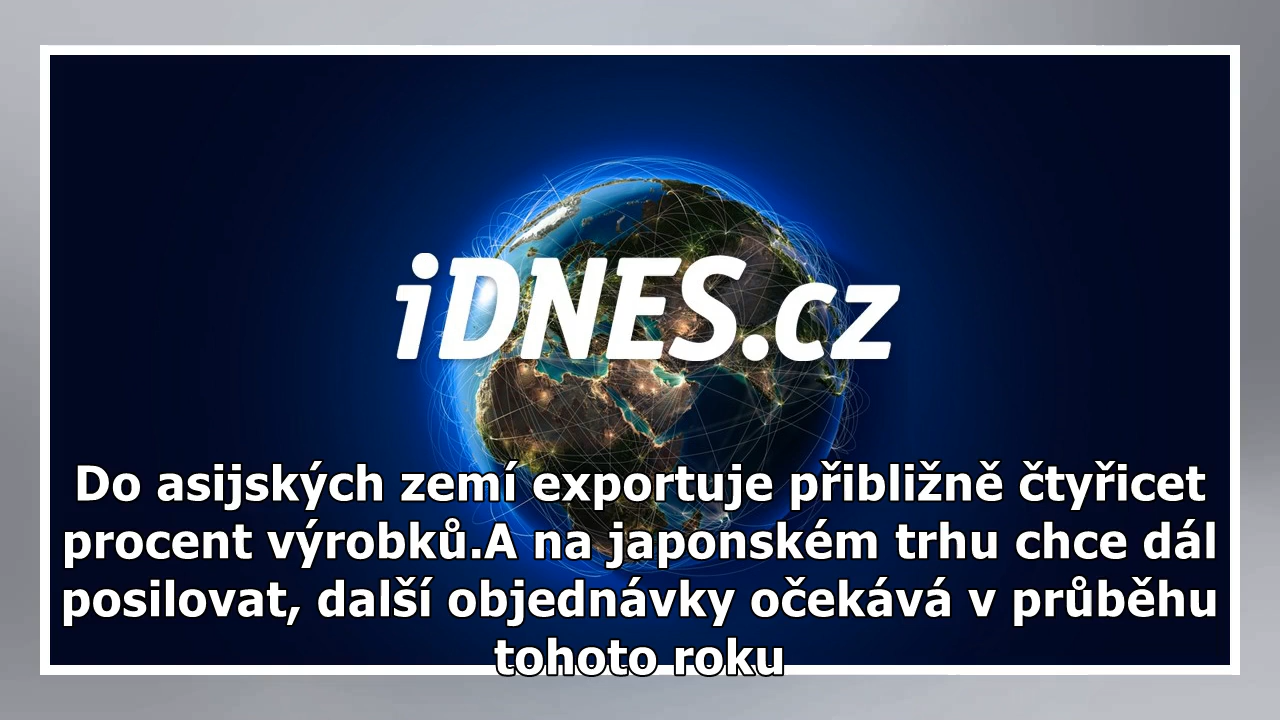 iDNES.cz
Do asijských zemí exportuje přibližně čtyřicet
procent výrobků.A na japonském trhu chce dál
posilovat, další objednávky očekává v průběhu
tohoto roku